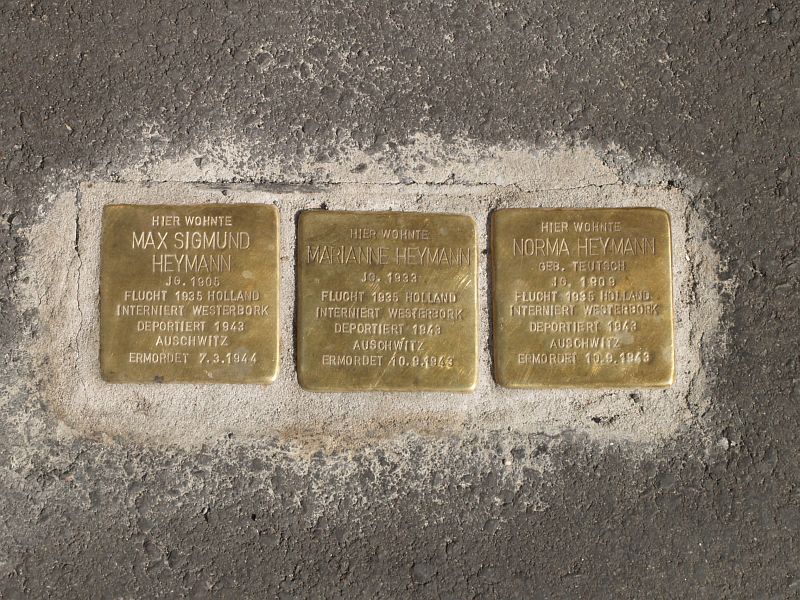 HIER WOHNTE
MAX SIGMUND
HEYMANN
JG. 1905
FLUCHT 1935 HOLLAND
INTERNIERT WESTERBORK
DEPORTIERT 1943
AUSCHWITZ
ERMORDET 7.3.1944
HIER WOHNTE
MARIANNE HEYMANN
JG. 1933
FLUCHT 1935 HOLLAND
INTERNIERT WESTERBORK
DEPORTIERT 1943
AUSCHWITZ
ERMORDET 10.9.1943
HIER WOHNTE
NORMA HEYMANN
GEB. TEUTSCH
JG. 1909
FLUCHT 1935 HOLLAND
INTERNIERT WESTERBORK
DEPORTIERT 1943
AUSCHWITZ
ERMORDET 10.9.1943